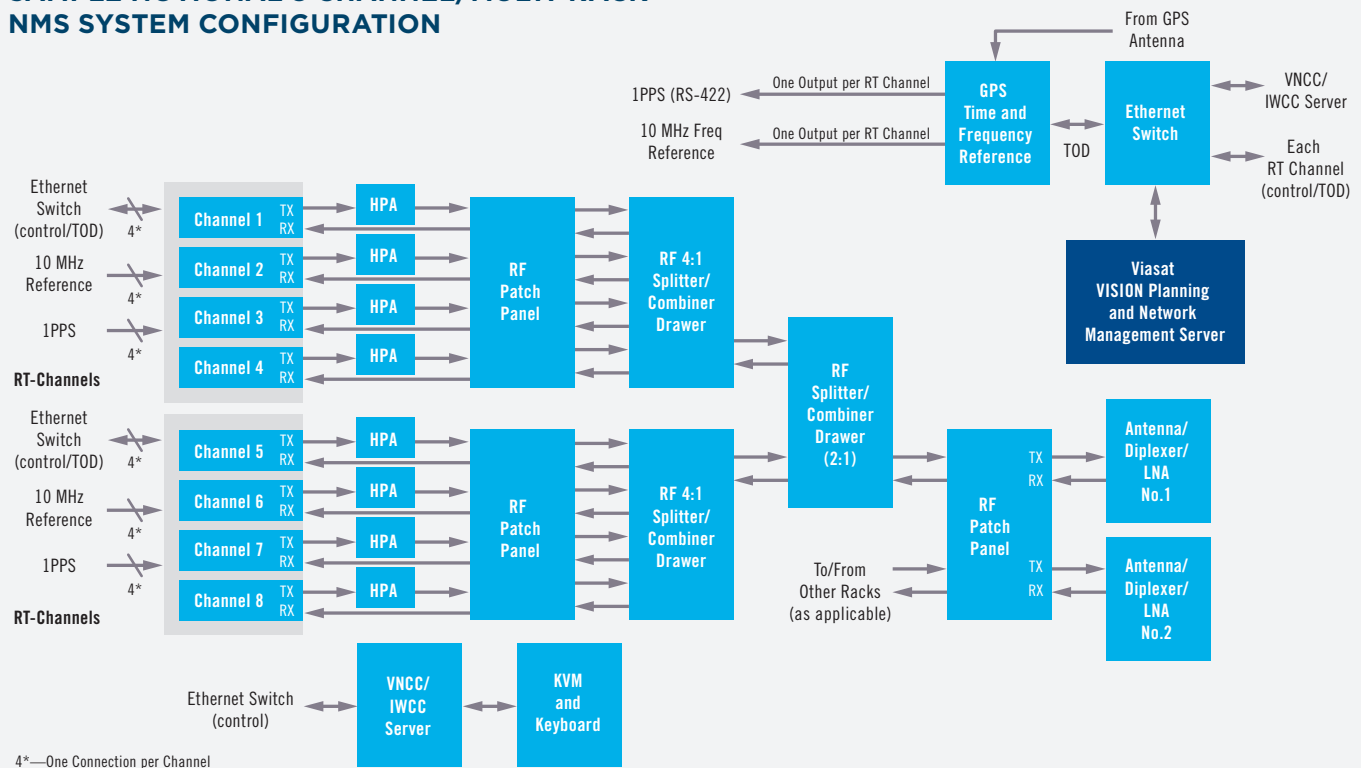 NMS SYSTEM CONFIGURATION
From GPS
Antenna
1PPS (RS-422)
One Output per RT Channel
10 MHz Freq
Reference
One Output per RT Channel
GPS
Time and
Frequency
Reference
TOD
Ethernet
Switch
VNCC/
IWCC Server
Each
RT Channel
(control/TOD)
Viasat
VISION Planning
and Network
Management Server
Ethernet
Switch
(control/TOD)
4*
10 MHz
Reference
4*
1PPS
4*
RT-Channels
Channel 1
TX
RX
Channel 2
TX
RX
Channel 3
TX
RX
Channel 4
TX
RX
HPA
HPA
HPA
HPA
RF
Patch
Panel
RF 4:1
Splitter/
Combiner
Drawer
Ethernet
Switch
(control/TOD)
4*
10 MHz
Reference
4*
1PPS
4*
RT-Channels
Channel 5
TX
RX
Channel 6
TX
RX
Channel 7
TX
RX
Channel 8
TX
RX
HPA
HPA
HPA
HPA
RF
Patch
Panel
RF 4:1
Splitter/
Combiner
Drawer
RF
Splitter/
Combiner
Drawer
(2:1)
To/From
Other Racks
(as applicable)
RF
Patch
Panel
TX
RX
TX
RX
Antenna/
Diplexer/
LNA
No.1
Antenna/
Diplexer/
LNA
No.2
Ethernet Switch
(control)
VNCC/
IWCC
Server
KVM
and
Keyboard
4*—One Connection per Channel